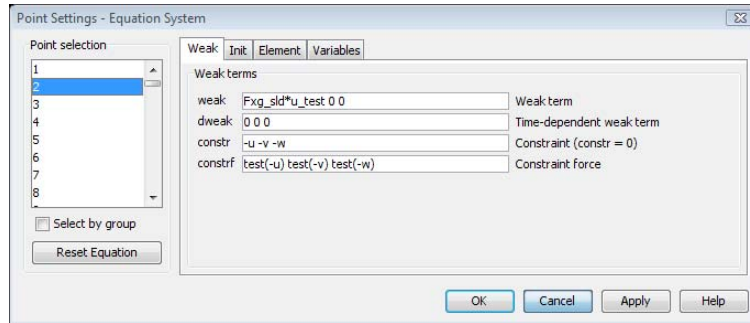 Point Settings - Equation System
Point selection
1
2
3
4
5
6
7
8
Select by group
Reset Equation
Weak Init Element Variables
Weak terms
weak Fxg_sld*u_test 0 0 Weak term
dweak 0 0 0 Time-dependent weak term
constr -u -v -w Constraint (constr = 0)
constrf test(-u) test(-v) test(-w) Constraint force
OK Cancel Apply Help